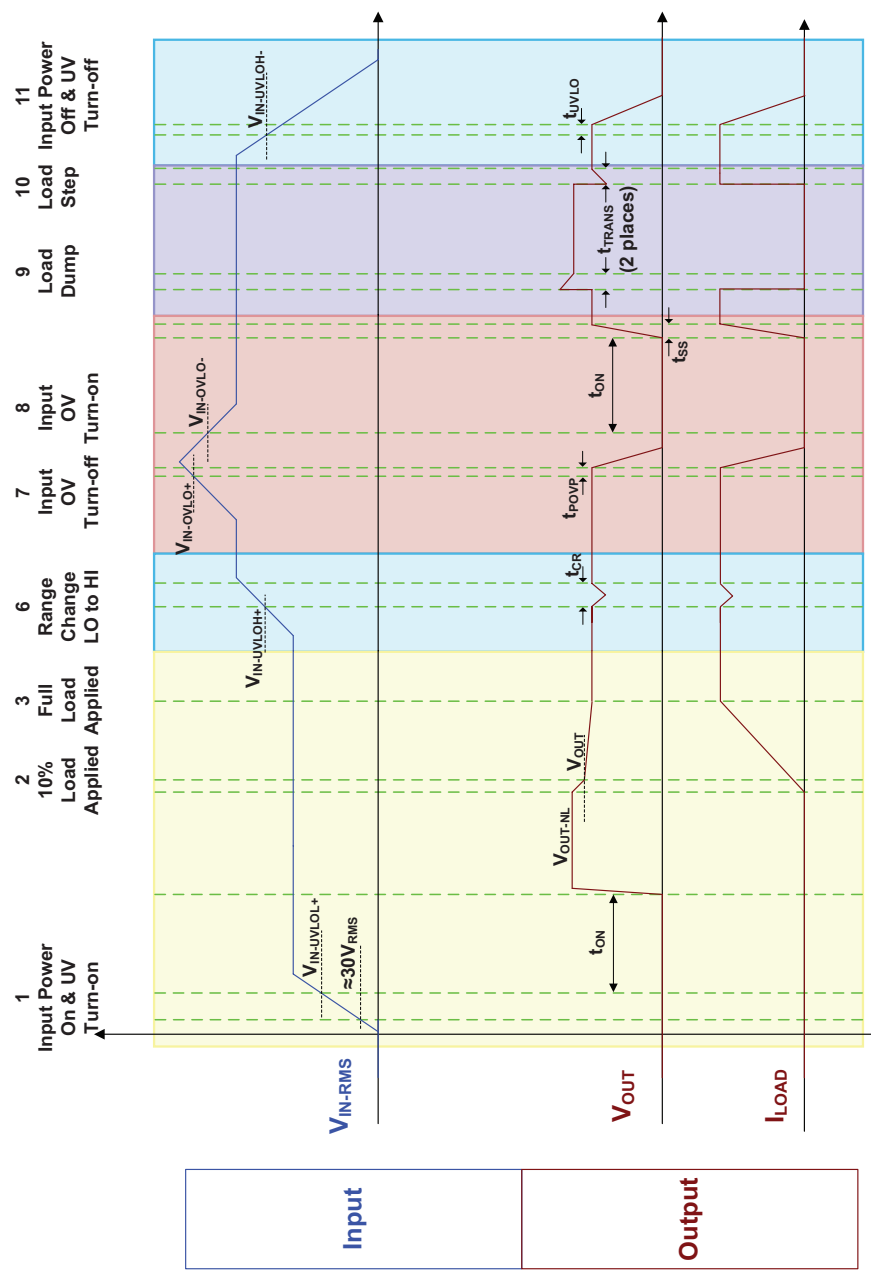 1
Input Power
On & UV
Turn-on
2
10%
Load
Applied
3
Full
Load
Applied
6
Range
Change
LO to HI
7
Input
OV
Turn-off
8
Input
OV
Turn-on
9
Load
Dump
10
Load
Step
11
Input Power
Off & UV
Turn-off
Input
VIN-RMS
≈30VRMS
VIN-UVLOL+
VIN-UVLOH+
VIN-OVLO+
VIN-OVLO-
VIN-UVLOH-
Output
VOUT
tON
VOUT-NL
VOUT
tCR
tPOVP
tON
tSS
tTRANS
(2 places)
tUVLO
ILOAD